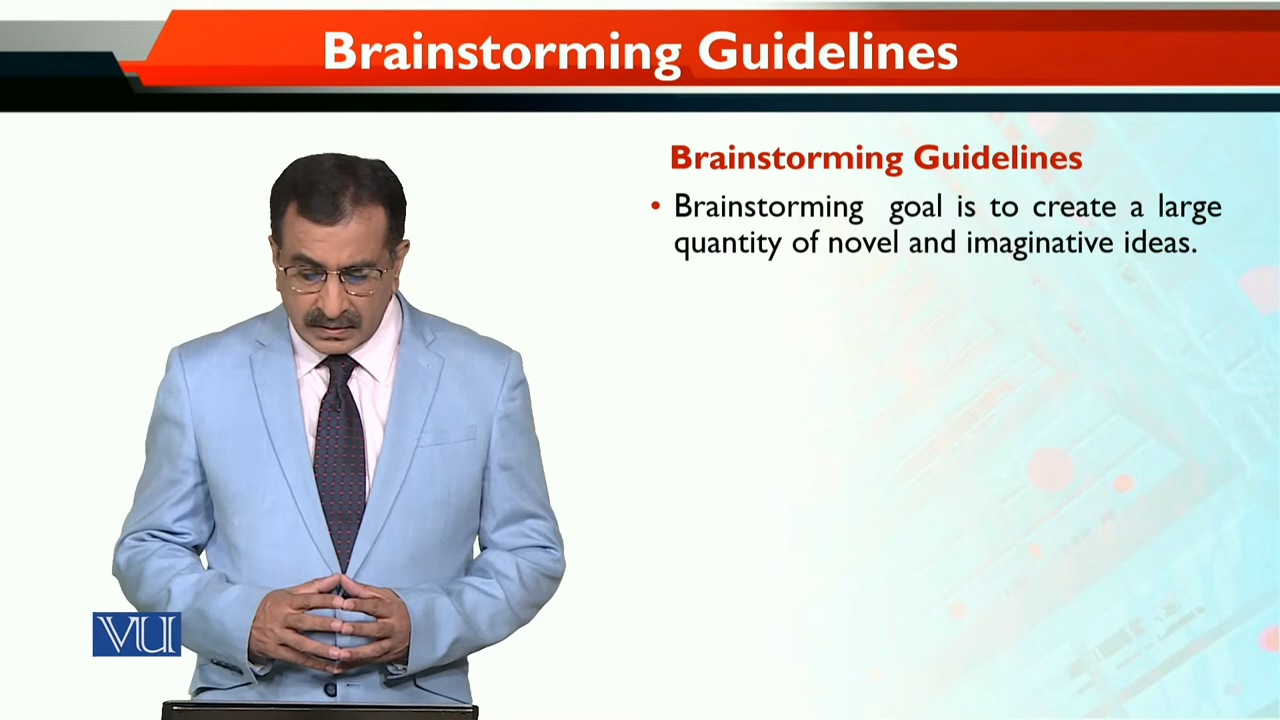 Brainstorming Guidelines
Brainstorming Guidelines
• Brainstorming goal is to create a large
quantity of novel and imaginative ideas.
VU